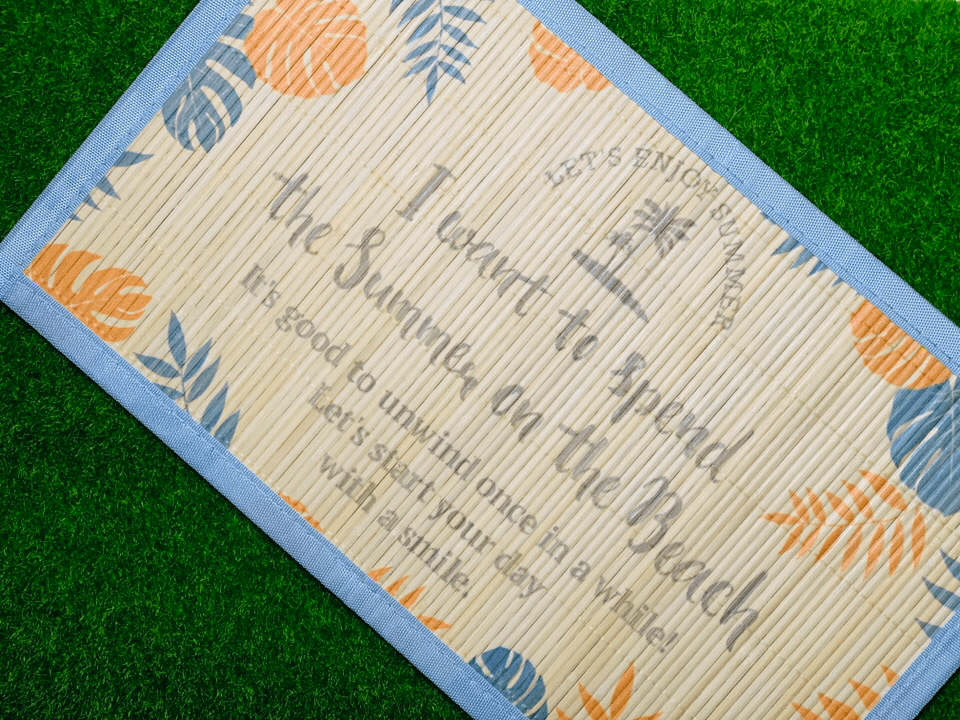 LET'S ENJOY SUMMER
I want to spend
the Summer on the Beach
It's good to unwind once in a while!
Let's start your day
with a smile.